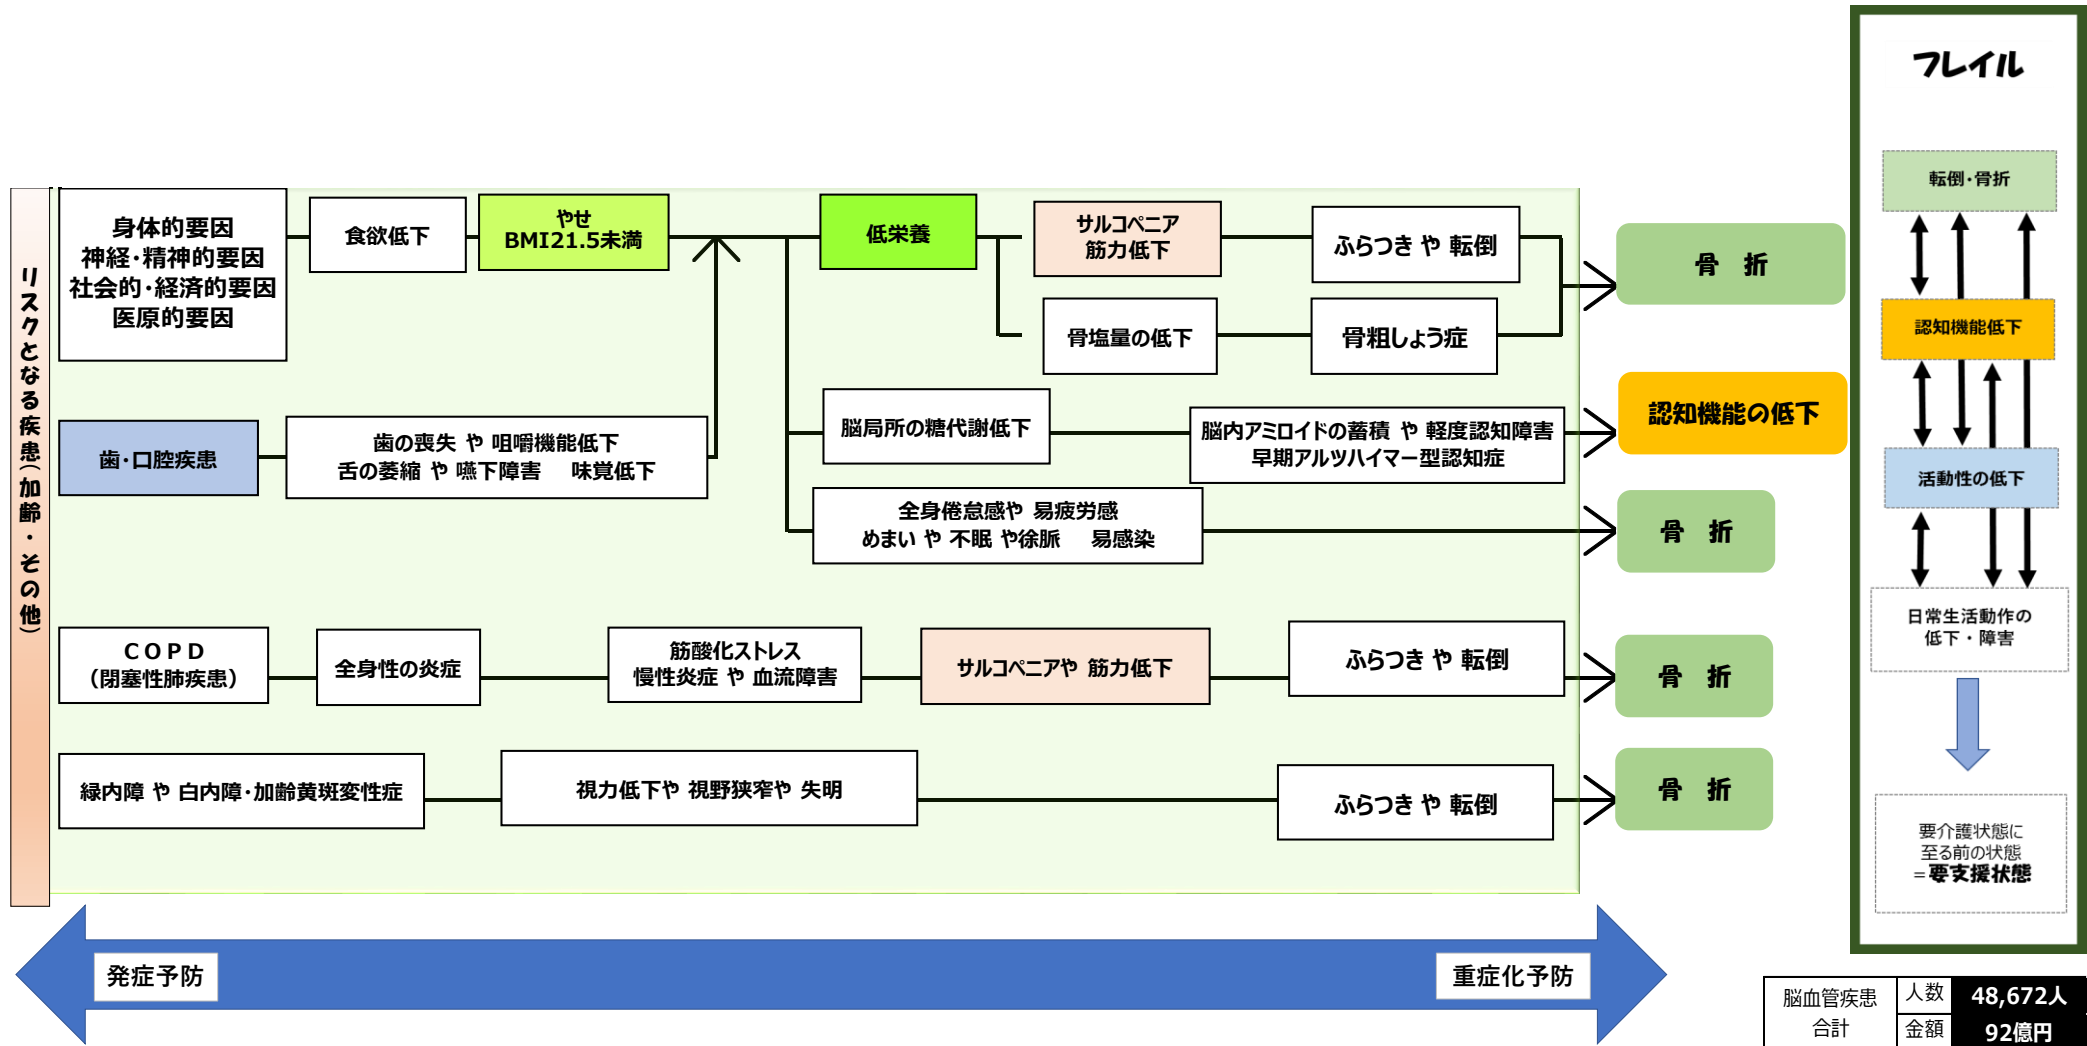 リスクとなる疾患(加齢・その他)
身体的要因
神経・精神的要因
社会的・経済的要因
医原的要因
食欲低下
やせ
BMI21.5未満
低栄養
サルコペニア
筋力低下
ふらつき や 転倒
骨 折
骨塩量の低下
骨粗しょう症
歯・口腔疾患
歯の喪失 や 咀嚼機能低下
舌の萎縮 や 嚥下障害 味覚低下
脳局所の糖代謝低下
脳内アミロイドの蓄積 や 軽度認知障害
早期アルツハイマー型認知症
認知機能の低下
全身倦怠感や 易疲労感
めまい や 不眠 や徐脈 易感染
骨 折
COPD
(閉塞性肺疾患)
全身性の炎症
筋酸化ストレス
慢性炎症 や 血流障害
サルコペニアや 筋力低下
ふらつき や 転倒
骨 折
緑内障 や 白内障・加齢黄斑変性症
視力低下や 視野狭窄や 失明
ふらつき や 転倒
骨 折
発症予防
重症化予防
フレイル
転倒・骨折
認知機能低下
活動性の低下
日常生活動作の
低下・障害
要介護状態に
至る前の状態
=要支援状態
脳血管疾患
合計
人数
48,672人
金額
92億円